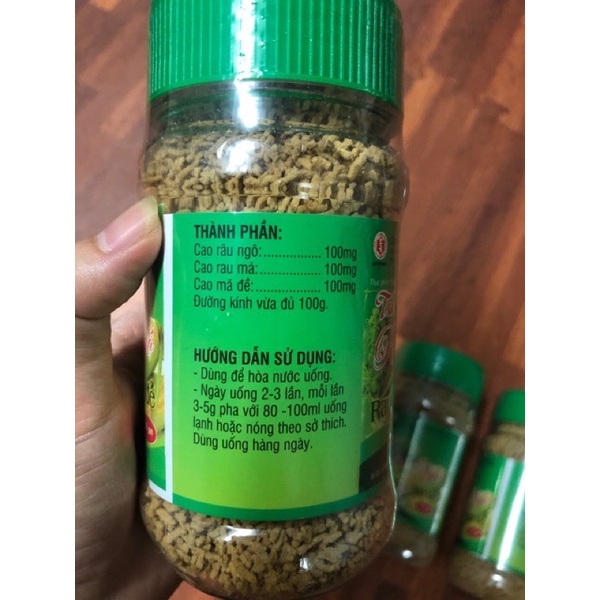 THÀNH PHẦN:
Cao râu ngô:................. 100mg
Cao rau má:.................. 100mg
Cao mã đề:................... 100mg
Đường kính vừa đủ 100g.
HƯỚNG DẪN SỬ DỤNG:
- Dùng để hòa nước uống.
- Ngày uống 2-3 lần, mỗi lần
3-5g pha với 80 -100ml uống
lạnh hoặc nóng theo sở thích.
Dùng uống hàng ngày.